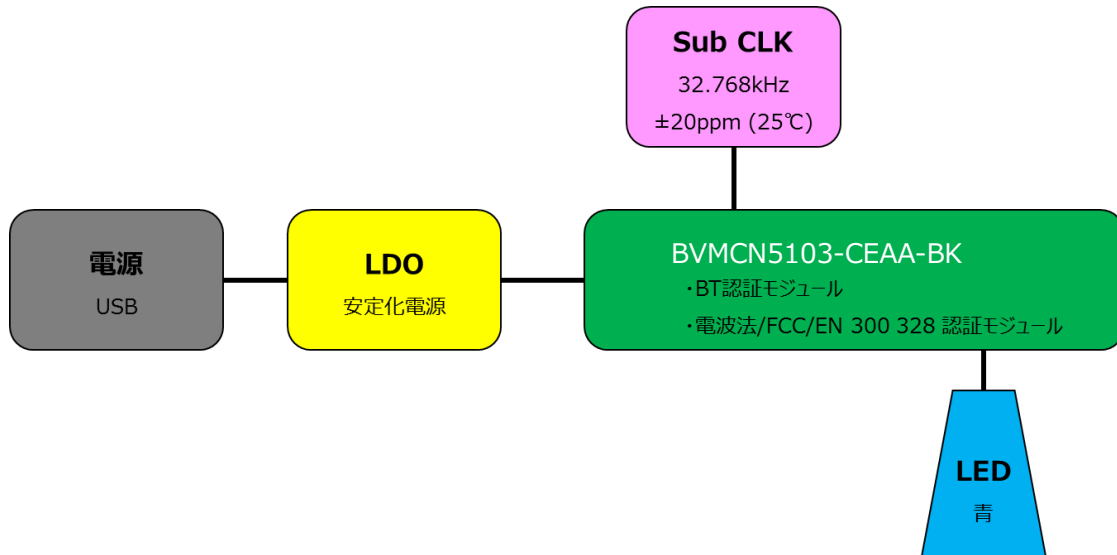 Sub CLK
32.768kHz
±20ppm (25℃)
電源
USB
LDO
安定化電源
BVMCN5103-CEAA-BK
・BT認証モジュール
・電波法/FCC/EN 300 328 認証モジュール
LED
青